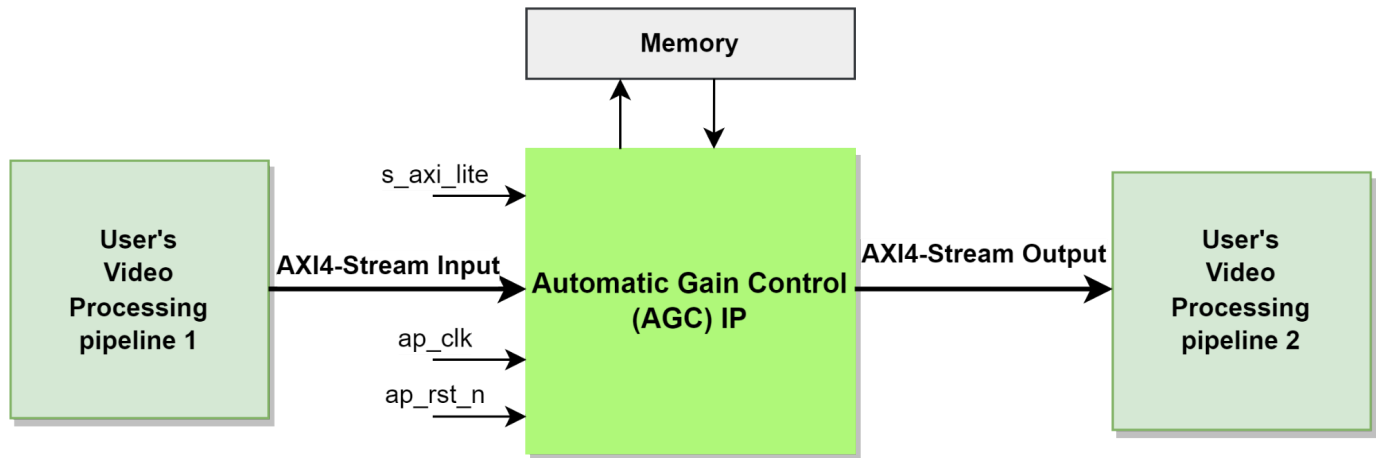 Memory
s_axi_lite
User's
Video
Processing
pipeline 1
AXI4-Stream Input
Automatic Gain Control
(AGC) IP
ap_clk
ap_rst_n
AXI4-Stream Output
User's
Video
Processing
pipeline 2